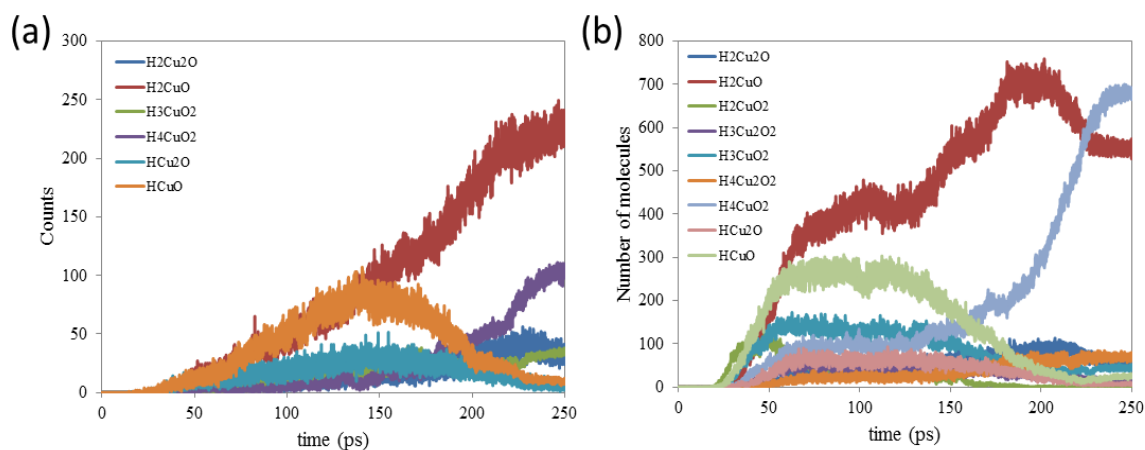 (a)
300
250
200
150
100
50
0
Counts
H2Cu2O
H2CuO
H3CuO2
H4CuO2
HCu2O
HCuO
0 50 100 150 200 250
time (ps)
(b)
800
700
600
500
400
300
200
100
0
Number of molecules
H2Cu2O
H2CuO
H2CuO2
H3Cu2O2
H3CuO2
H4Cu2O2
H4CuO2
HCu2O
HCuO
0 50 100 150 200 250
time (ps)